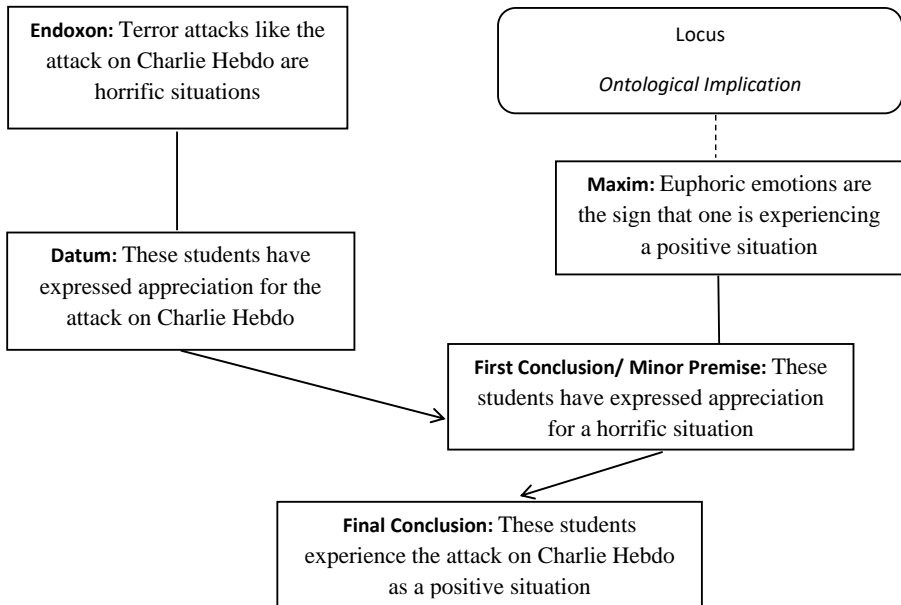 Endoxon: Terror attacks like the
attack on Charlie Hebdo are
horrific situations
Locus
Ontological Implication
Maxim: Euphoric emotions are
the sign that one is experiencing
a positive situation
Datum: These students have
expressed appreciation for the
attack on Charlie Hebdo
First Conclusion/ Minor Premise: These
students have expressed appreciation
for a horrific situation
Final Conclusion: These students
experience the attack on Charlie Hebdo
as a positive situation